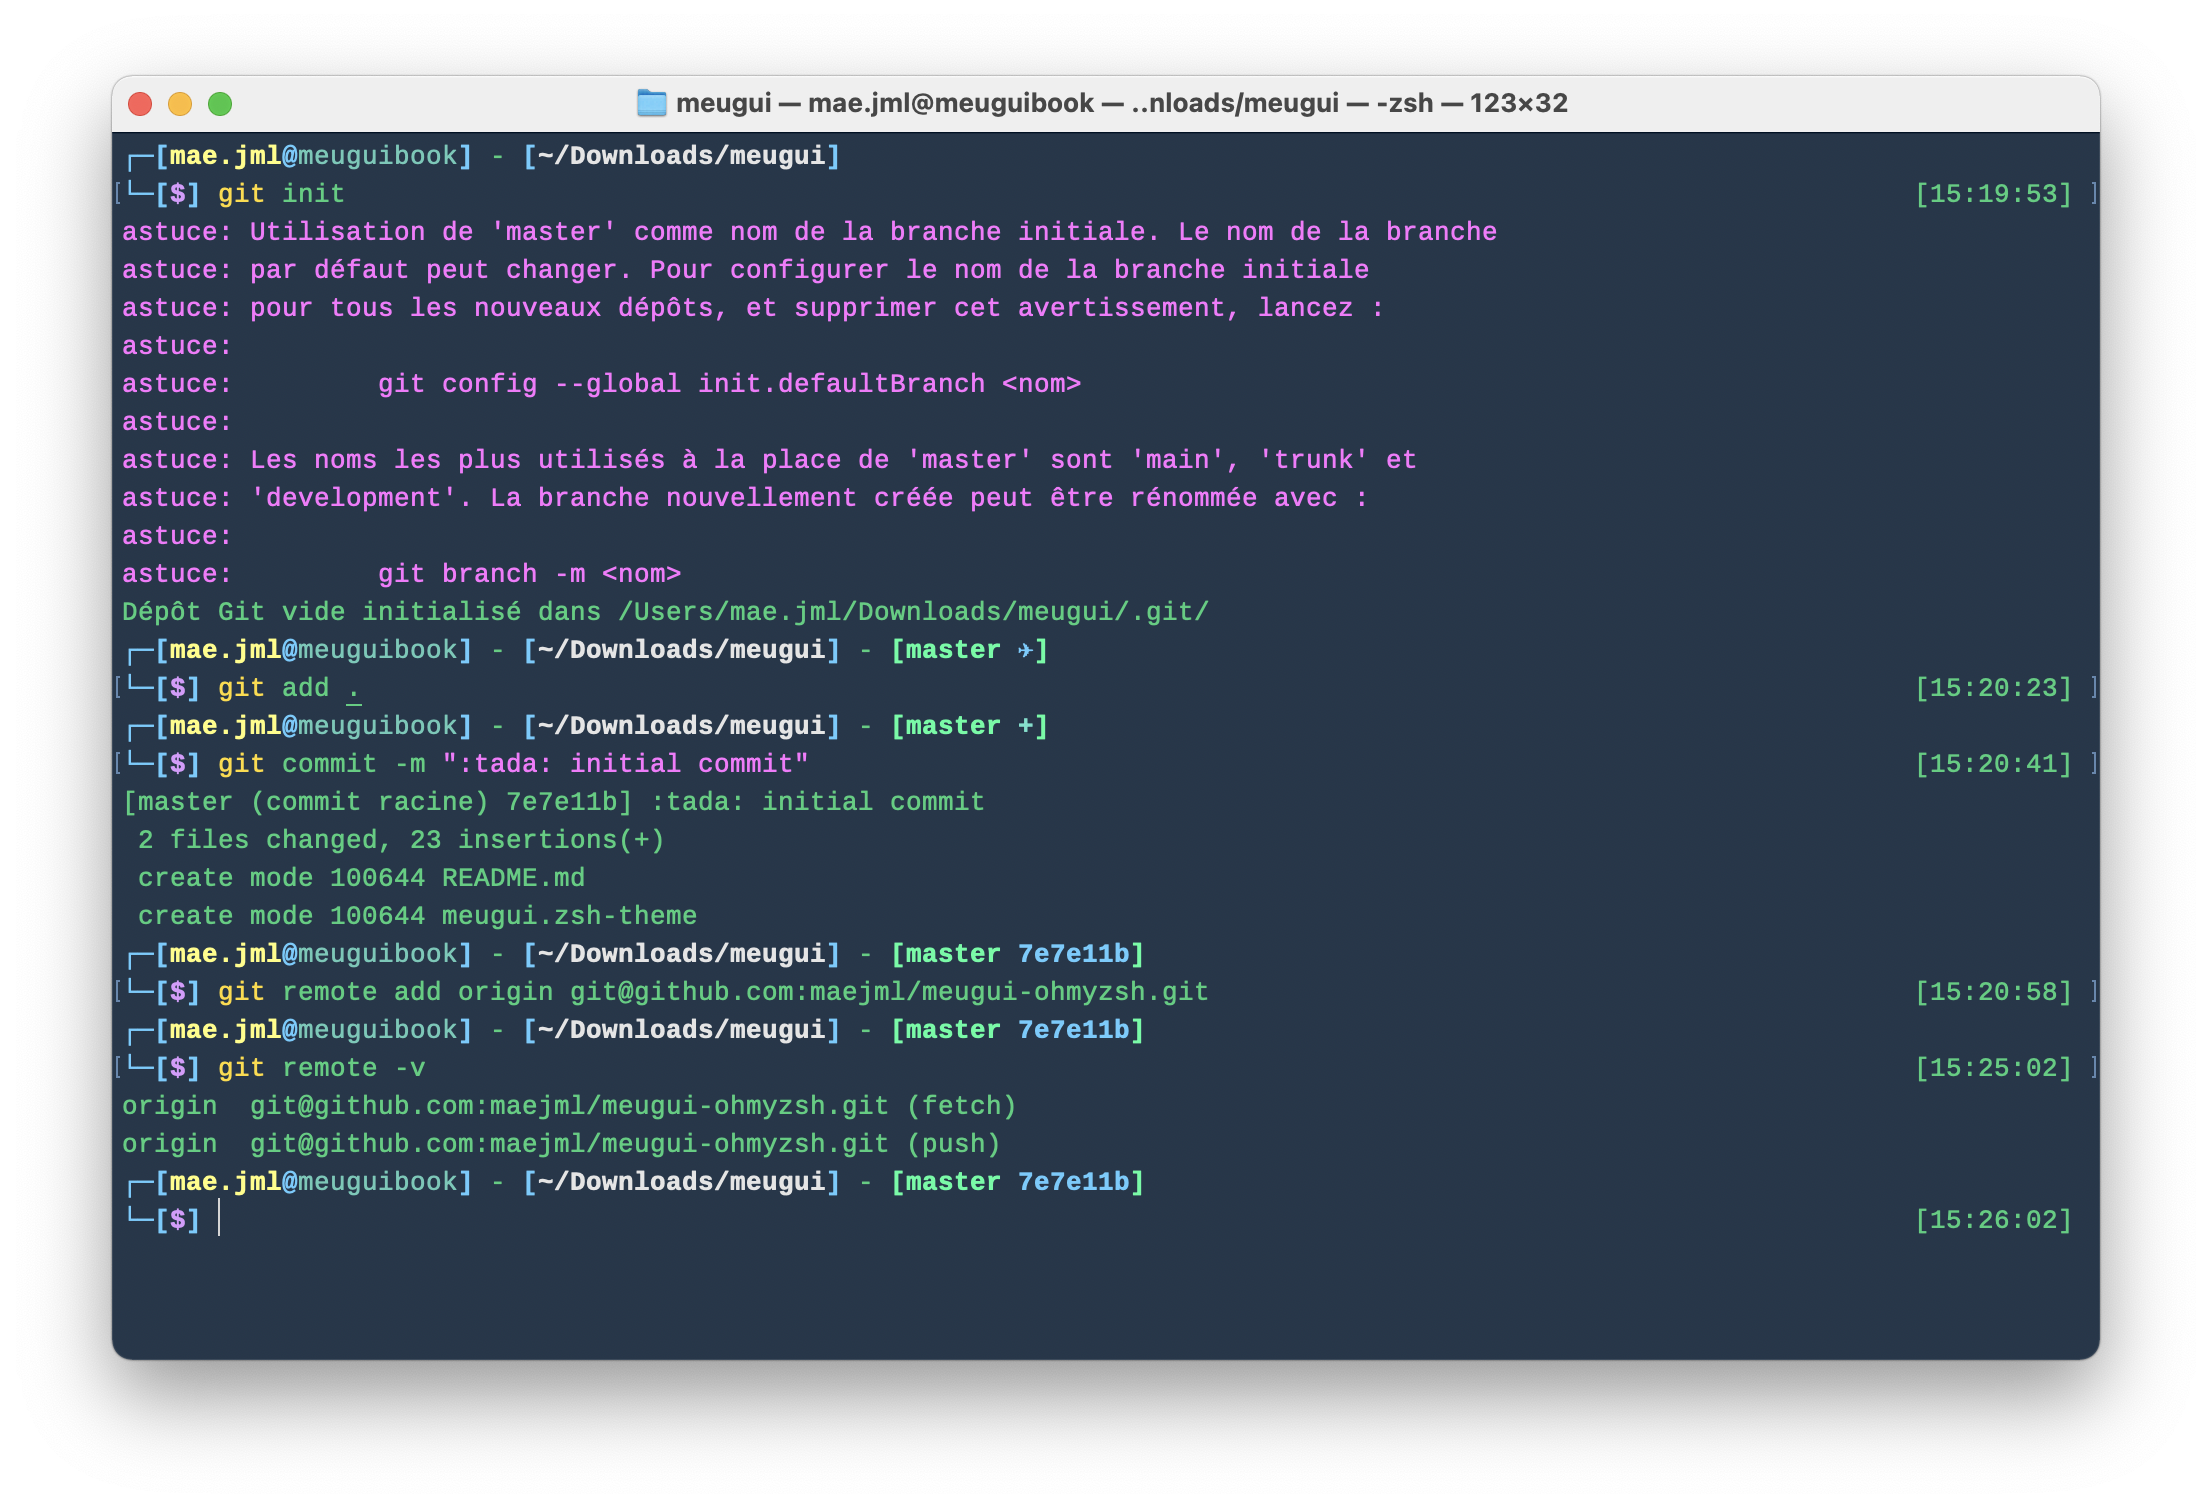 meugui — mae.jml@meuguibook — ..nloads/meugui — -zsh — 123×32
┌─[mae.jml@meuguibook] - [~/Downloads/meugui]
[└─[$] git init [15:19:53] ]
astuce: Utilisation de 'master' comme nom de la branche initiale. Le nom de la branche
astuce: par défaut peut changer. Pour configurer le nom de la branche initiale
astuce: pour tous les nouveaux dépôts, et supprimer cet avertissement, lancez :
astuce:
astuce:         git config --global init.defaultBranch <nom>
astuce:
astuce: Les noms les plus utilisés à la place de 'master' sont 'main', 'trunk' et
astuce: 'development'. La branche nouvellement créée peut être rénommée avec :
astuce:
astuce:         git branch -m <nom>
Dépôt Git vide initialisé dans /Users/mae.jml/Downloads/meugui/.git/
┌─[mae.jml@meuguibook] - [~/Downloads/meugui] - [master ✈]
[└─[$] git add . [15:20:23] ]
┌─[mae.jml@meuguibook] - [~/Downloads/meugui] - [master +]
[└─[$] git commit -m ":tada: initial commit" [15:20:41] ]
[master (commit racine) 7e7e11b] :tada: initial commit
 2 files changed, 23 insertions(+)
 create mode 100644 README.md
 create mode 100644 meugui.zsh-theme
┌─[mae.jml@meuguibook] - [~/Downloads/meugui] - [master 7e7e11b]
[└─[$] git remote add origin git@github.com:maejml/meugui-ohmyzsh.git [15:20:58] ]
┌─[mae.jml@meuguibook] - [~/Downloads/meugui] - [master 7e7e11b]
[└─[$] git remote -v [15:25:02] ]
origin  git@github.com:maejml/meugui-ohmyzsh.git (fetch)
origin  git@github.com:maejml/meugui-ohmyzsh.git (push)
┌─[mae.jml@meuguibook] - [~/Downloads/meugui] - [master 7e7e11b]
└─[$] [15:26:02]